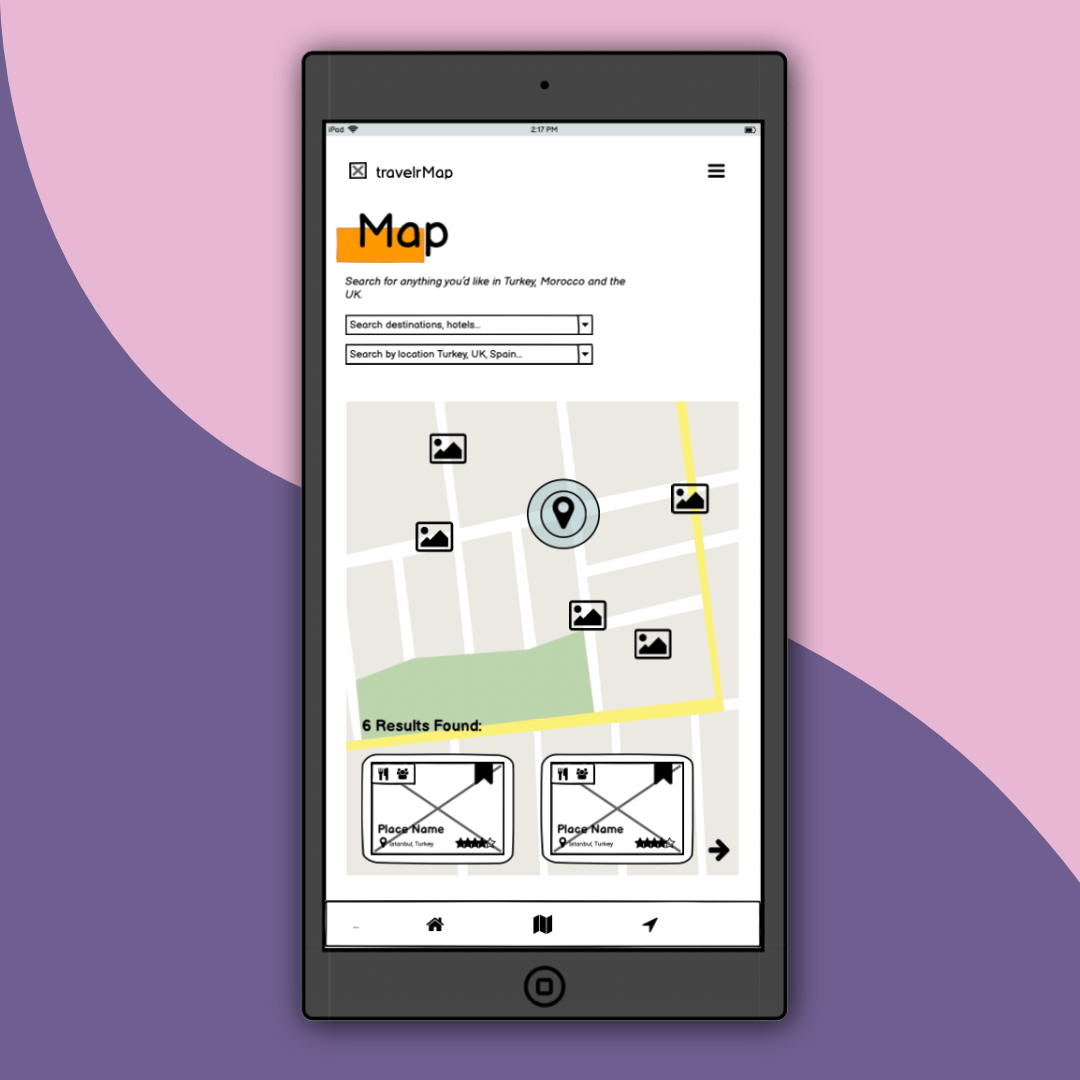 iPad
2:17 PM
travelrMap
Map
Search for anything you'd like in Turkey, Morocco and the
UK.
Search destinations, hotels...
Search by location Turkey, UK, Spain...
6 Results Found:
Place Name
Istanbul, Turkey
Place Name
Istanbul, Turkey
...